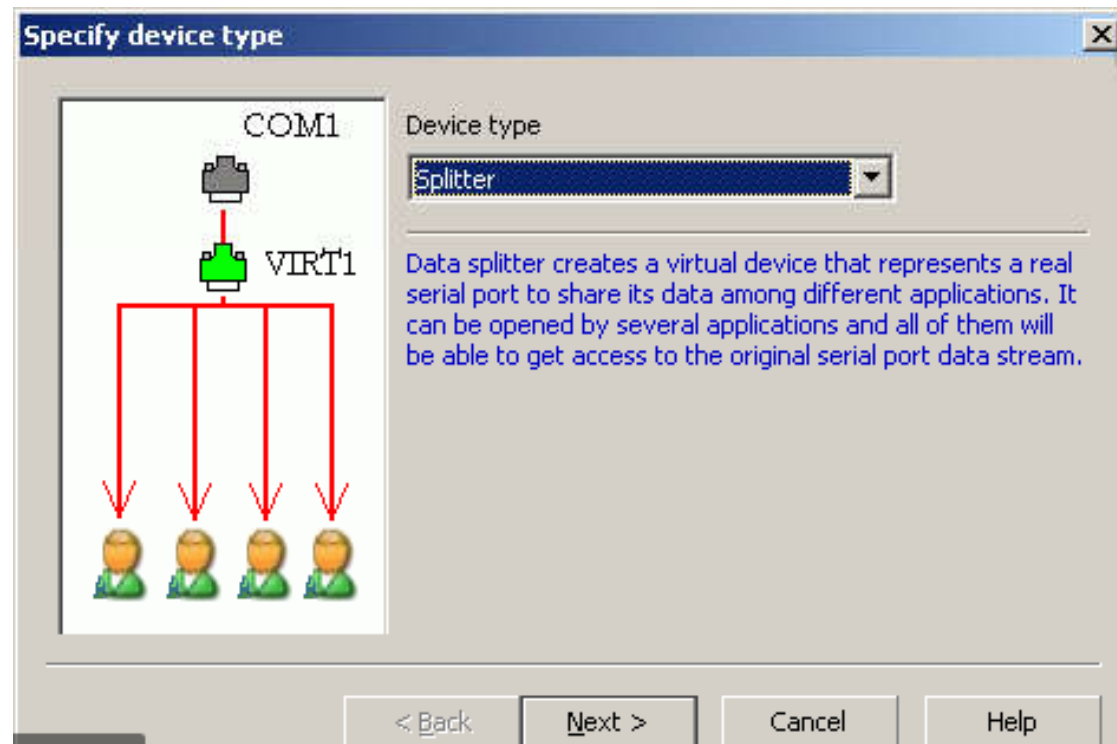 Specify device type
COM1
VIRT1
Device type
Splitter
Data splitter creates a virtual device that represents a real
serial port to share its data among different applications. It
can be opened by several applications and all of them will
be able to get access to the original serial port data stream.
< Back
Next >
Cancel
Help